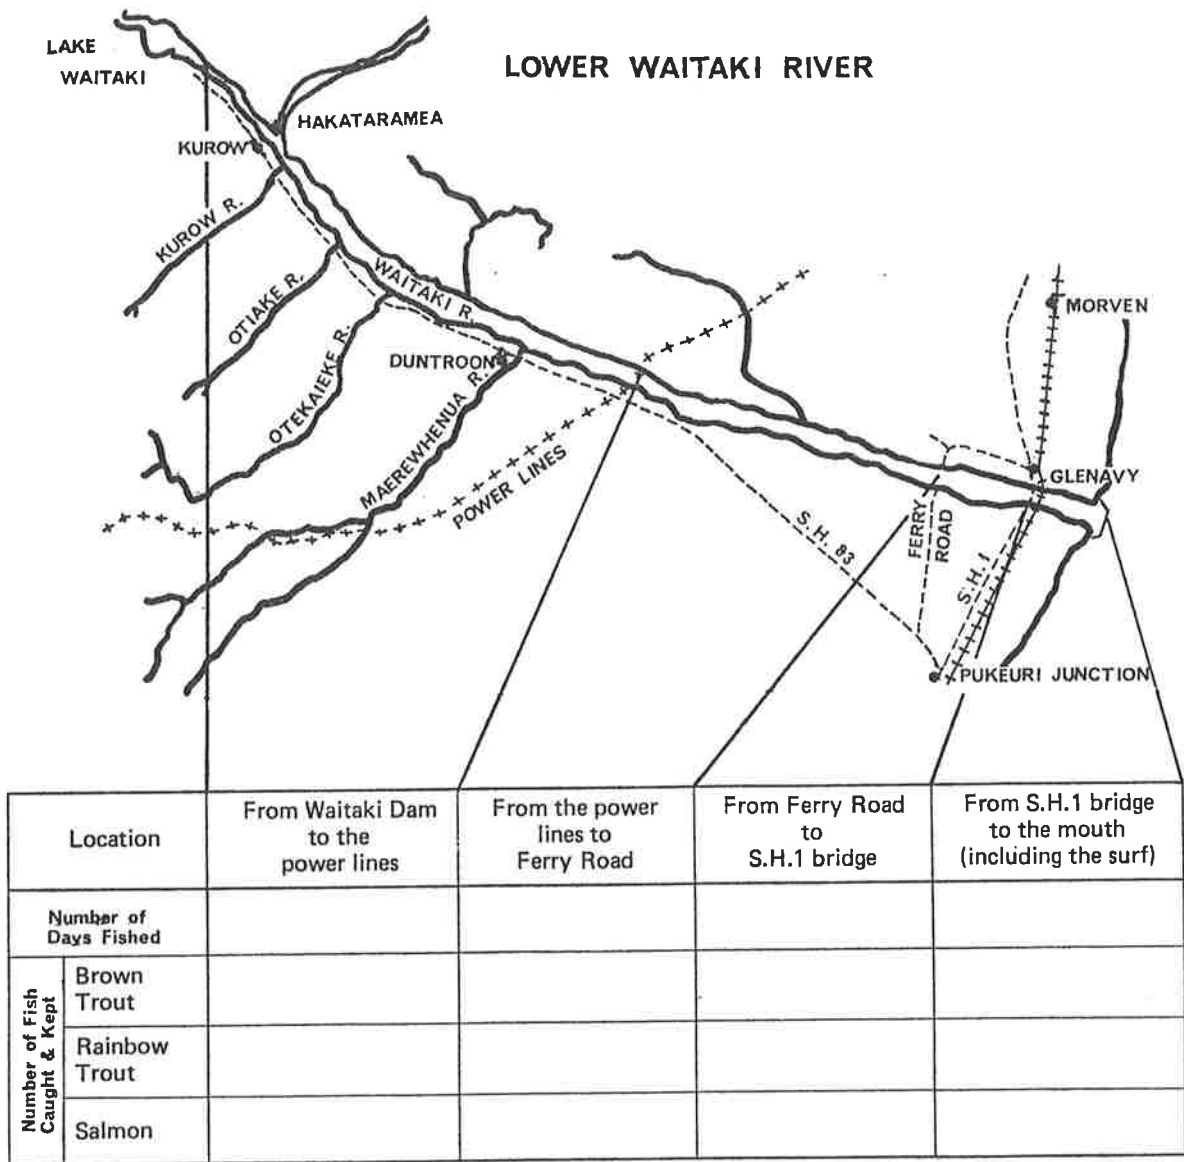 LOWER WAITAKI RIVER
LAKE
WAITAKI
HAKATARAMEA
KUROW
KUROW R.
OTIAKE R.
OTEKAIEKE R.
WAITAKI R.
DUNTROON
MAEREWHENUA R.
POWER LINES
MORVEN
GLENAVY
S.H. 83
FERRY
ROAD
S.H.1
PUKEURI JUNCTION
Location
From Waitaki Dam
to the
power lines
From the power
lines to
Ferry Road
From Ferry Road
to
S.H.1 bridge
From S.H.1 bridge
to the mouth
(including the surf)
Number of
Days Fished
Number of Fish
Caught & Kept
Brown
Trout
Rainbow
Trout
Salmon